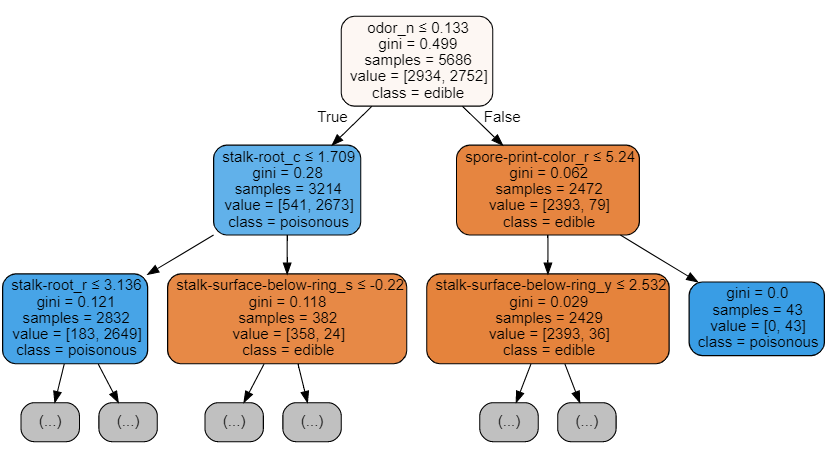 odor_n ≤ 0.133
gini = 0.499
samples = 5686
value = [2934, 2752]
class = edible
True
False
stalk-root_c ≤ 1.709
gini = 0.28
samples = 3214
value = [541, 2673]
class = poisonous
spore-print-color_r ≤ 5.24
gini = 0.062
samples = 2472
value = [2393, 79]
class = edible
stalk-root_r ≤ 3.136
gini = 0.121
samples = 2832
value = [183, 2649]
class = poisonous
stalk-surface-below-ring_s ≤ -0.22
gini = 0.118
samples = 382
value = [358, 24]
class = edible
stalk-surface-below-ring_y ≤ 2.532
gini = 0.029
samples = 2429
value = [2393, 36]
class = edible
gini = 0.0
samples = 43
value = [0, 43]
class = poisonous
(...)
(...)
(...)
(...)
(...)
(...)